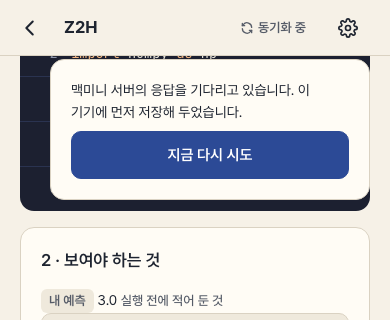 Z2H
동기화 중
맥미니 서버의 응답을 기다리고 있습니다. 이
기기에 먼저 저장해 두었습니다.
지금 다시 시도
2 · 보여야 하는 것
내 예측 3.0 실행 전에 적어 둔 것